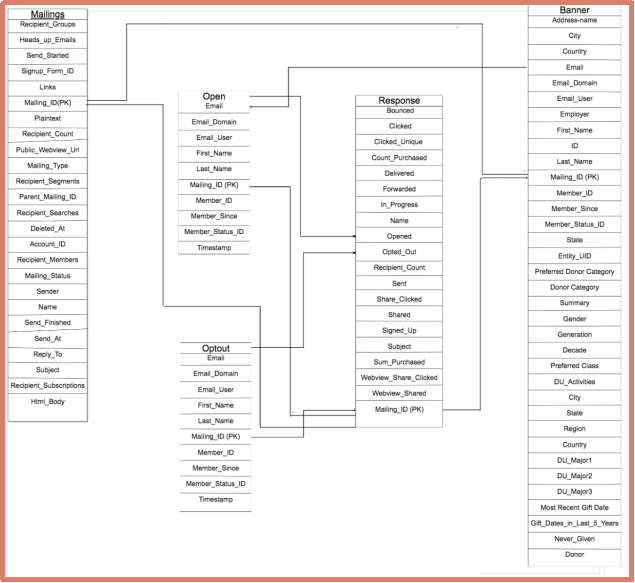 Mailings
Recipient_Groups
Heads_up_Emails
Send_Started
Signup_Form_ID
Links
Mailing_ID(PK)
Plaintext
Recipient_Count
Public_Webview_Url
Mailing_Type
Recipient_Segments
Parent_Mailing_ID
Recipient_Searches
Deleted_At
Account_ID
Recipient_Members
Mailing_Status
Sender
Name
Send_Finished
Send_At
Reply_To
Subject
Recipient_Subscriptions
Html_Body
Open
Email
Email_Domain
Email_User
First_Name
Last_Name
Mailing_ID (PK)
Member_ID
Member_Since
Member_Status_ID
Timestamp
Optout
Email
Email_Domain
Email_User
First_Name
Last_Name
Mailing_ID (PK)
Member_ID
Member_Since
Member_Status_ID
Timestamp
Response
Bounced
Clicked
Clicked_Unique
Count_Purchased
Delivered
Forwarded
In_Progress
Name
Opened
Opted_Out
Recipient_Count
Sent
Share_Clicked
Shared
Signed_Up
Subject
Sum_Purchased
Webview_Share_Clicked
Webview_Shared
Mailing_ID (PK)
Banner
Address-name
City
Country
Email
Email_Domain
Email_User
Employer
First_Name
ID
Last_Name
Mailing_ID (PK)
Member_ID
Member_Since
Member_Status_ID
State
Entity_UID
Preferred Donor Category
Donor Category
Summary
Gender
Generation
Decade
Preferred Class
DU_Activities
City
State
Region
Country
DU_Major1
DU_Major2
DU_Major3
Most Recent Gift Date
Gift_Dates_in_Last_5_Years
Never_Given
Donor